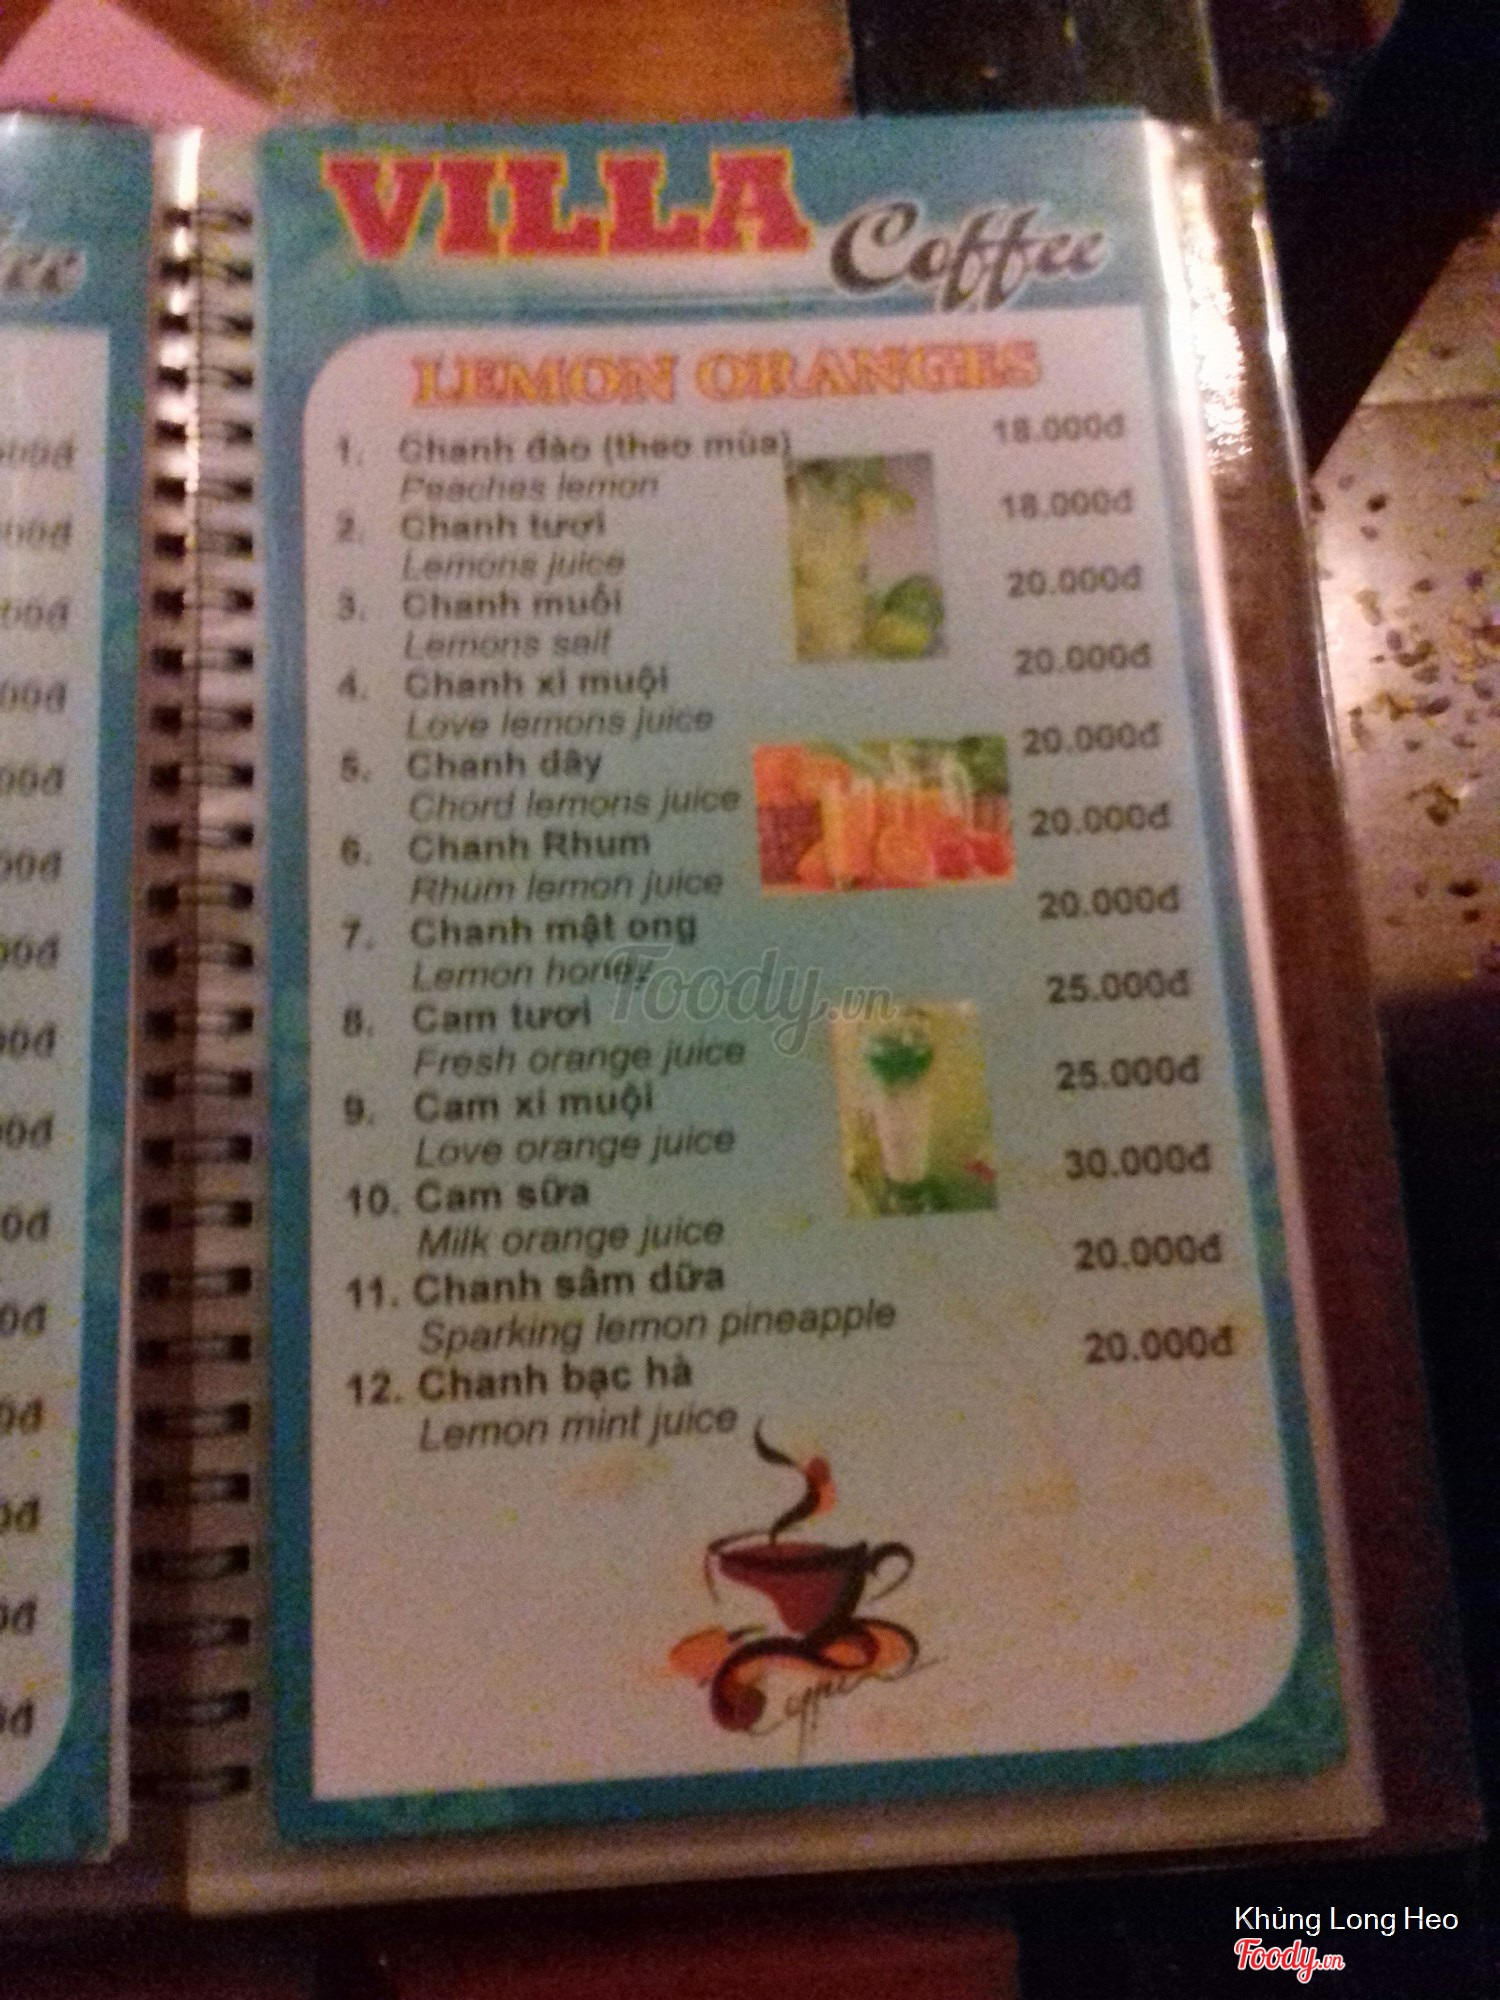 VILLA Coffee
LEMON ORANGES
1. Chanh đào (theo mùa) 18.000đ
Peaches lemon
2. Chanh tươi 18.000đ
Lemons juice
3. Chanh muối 20.000đ
Lemons salt
4. Chanh xí muội 20.000đ
Love lemons juice
5. Chanh dây 20.000đ
Chord lemons juice
6. Chanh Rhum 20.000đ
Rhum lemon juice
7. Chanh mật ong 20.000đ
Lemon honey
8. Cam tươi 25.000đ
Fresh orange juice
9. Cam xí muội 25.000đ
Love orange juice
10. Cam sữa 30.000đ
Milk orange juice
11. Chanh sâm dứa 20.000đ
Sparking lemon pineapple
12. Chanh bạc hà 20.000đ
Lemon mint juice
Foody.vn
Khủng Long Heo
Foody.vn